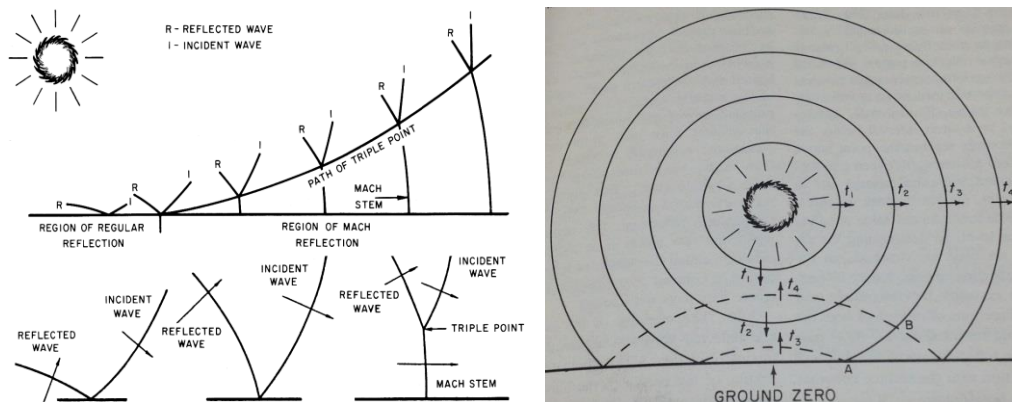 R – REFLECTED WAVE
I – INCIDENT WAVE
R
I
R
I
R
I
R
I
R
I
R
I
PATH OF TRIPLE POINT
MACH
STEM
REGION OF REGULAR
REFLECTION
REGION OF MACH
REFLECTION
REFLECTED
WAVE
INCIDENT
WAVE
REFLECTED
WAVE
INCIDENT
WAVE
REFLECTED
WAVE
INCIDENT
WAVE
TRIPLE POINT
MACH STEM
t₁
t₂
t₃
t₄
t₁
t₄
t₂
t₃
B
A
GROUND ZERO